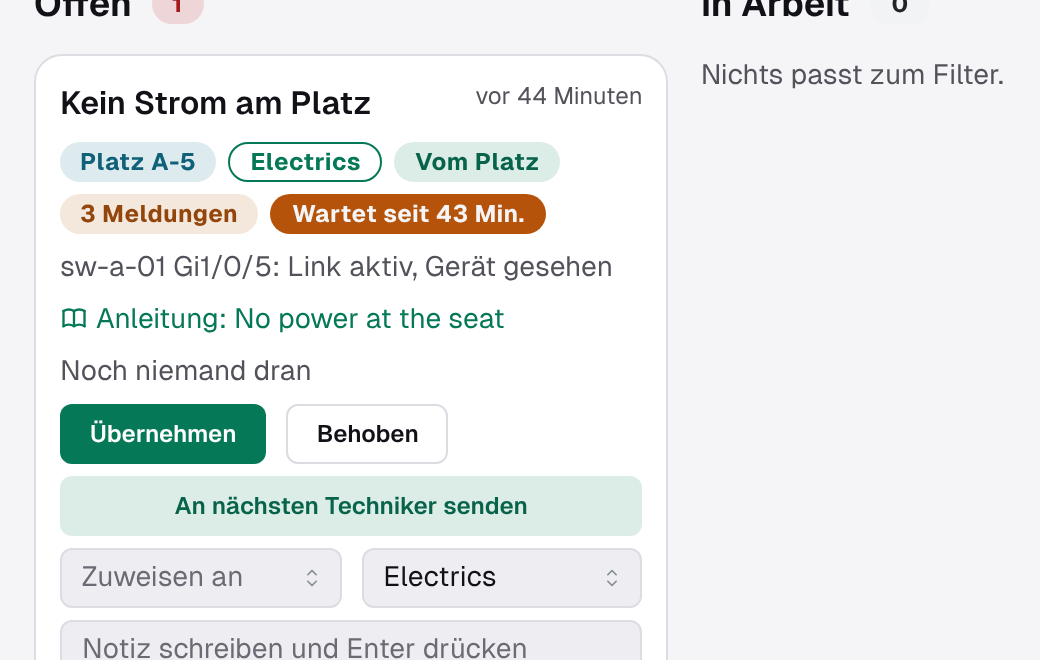 Offen 1
In Arbeit 0
Kein Strom am Platz
vor 44 Minuten
Platz A-5
Electrics
Vom Platz
3 Meldungen
Wartet seit 43 Min.
sw-a-01 Gi1/0/5: Link aktiv, Gerät gesehen
Anleitung: No power at the seat
Noch niemand dran
Übernehmen
Behoben
An nächsten Techniker senden
Zuweisen an
Electrics
Notiz schreiben und Enter drücken
Nichts passt zum Filter.